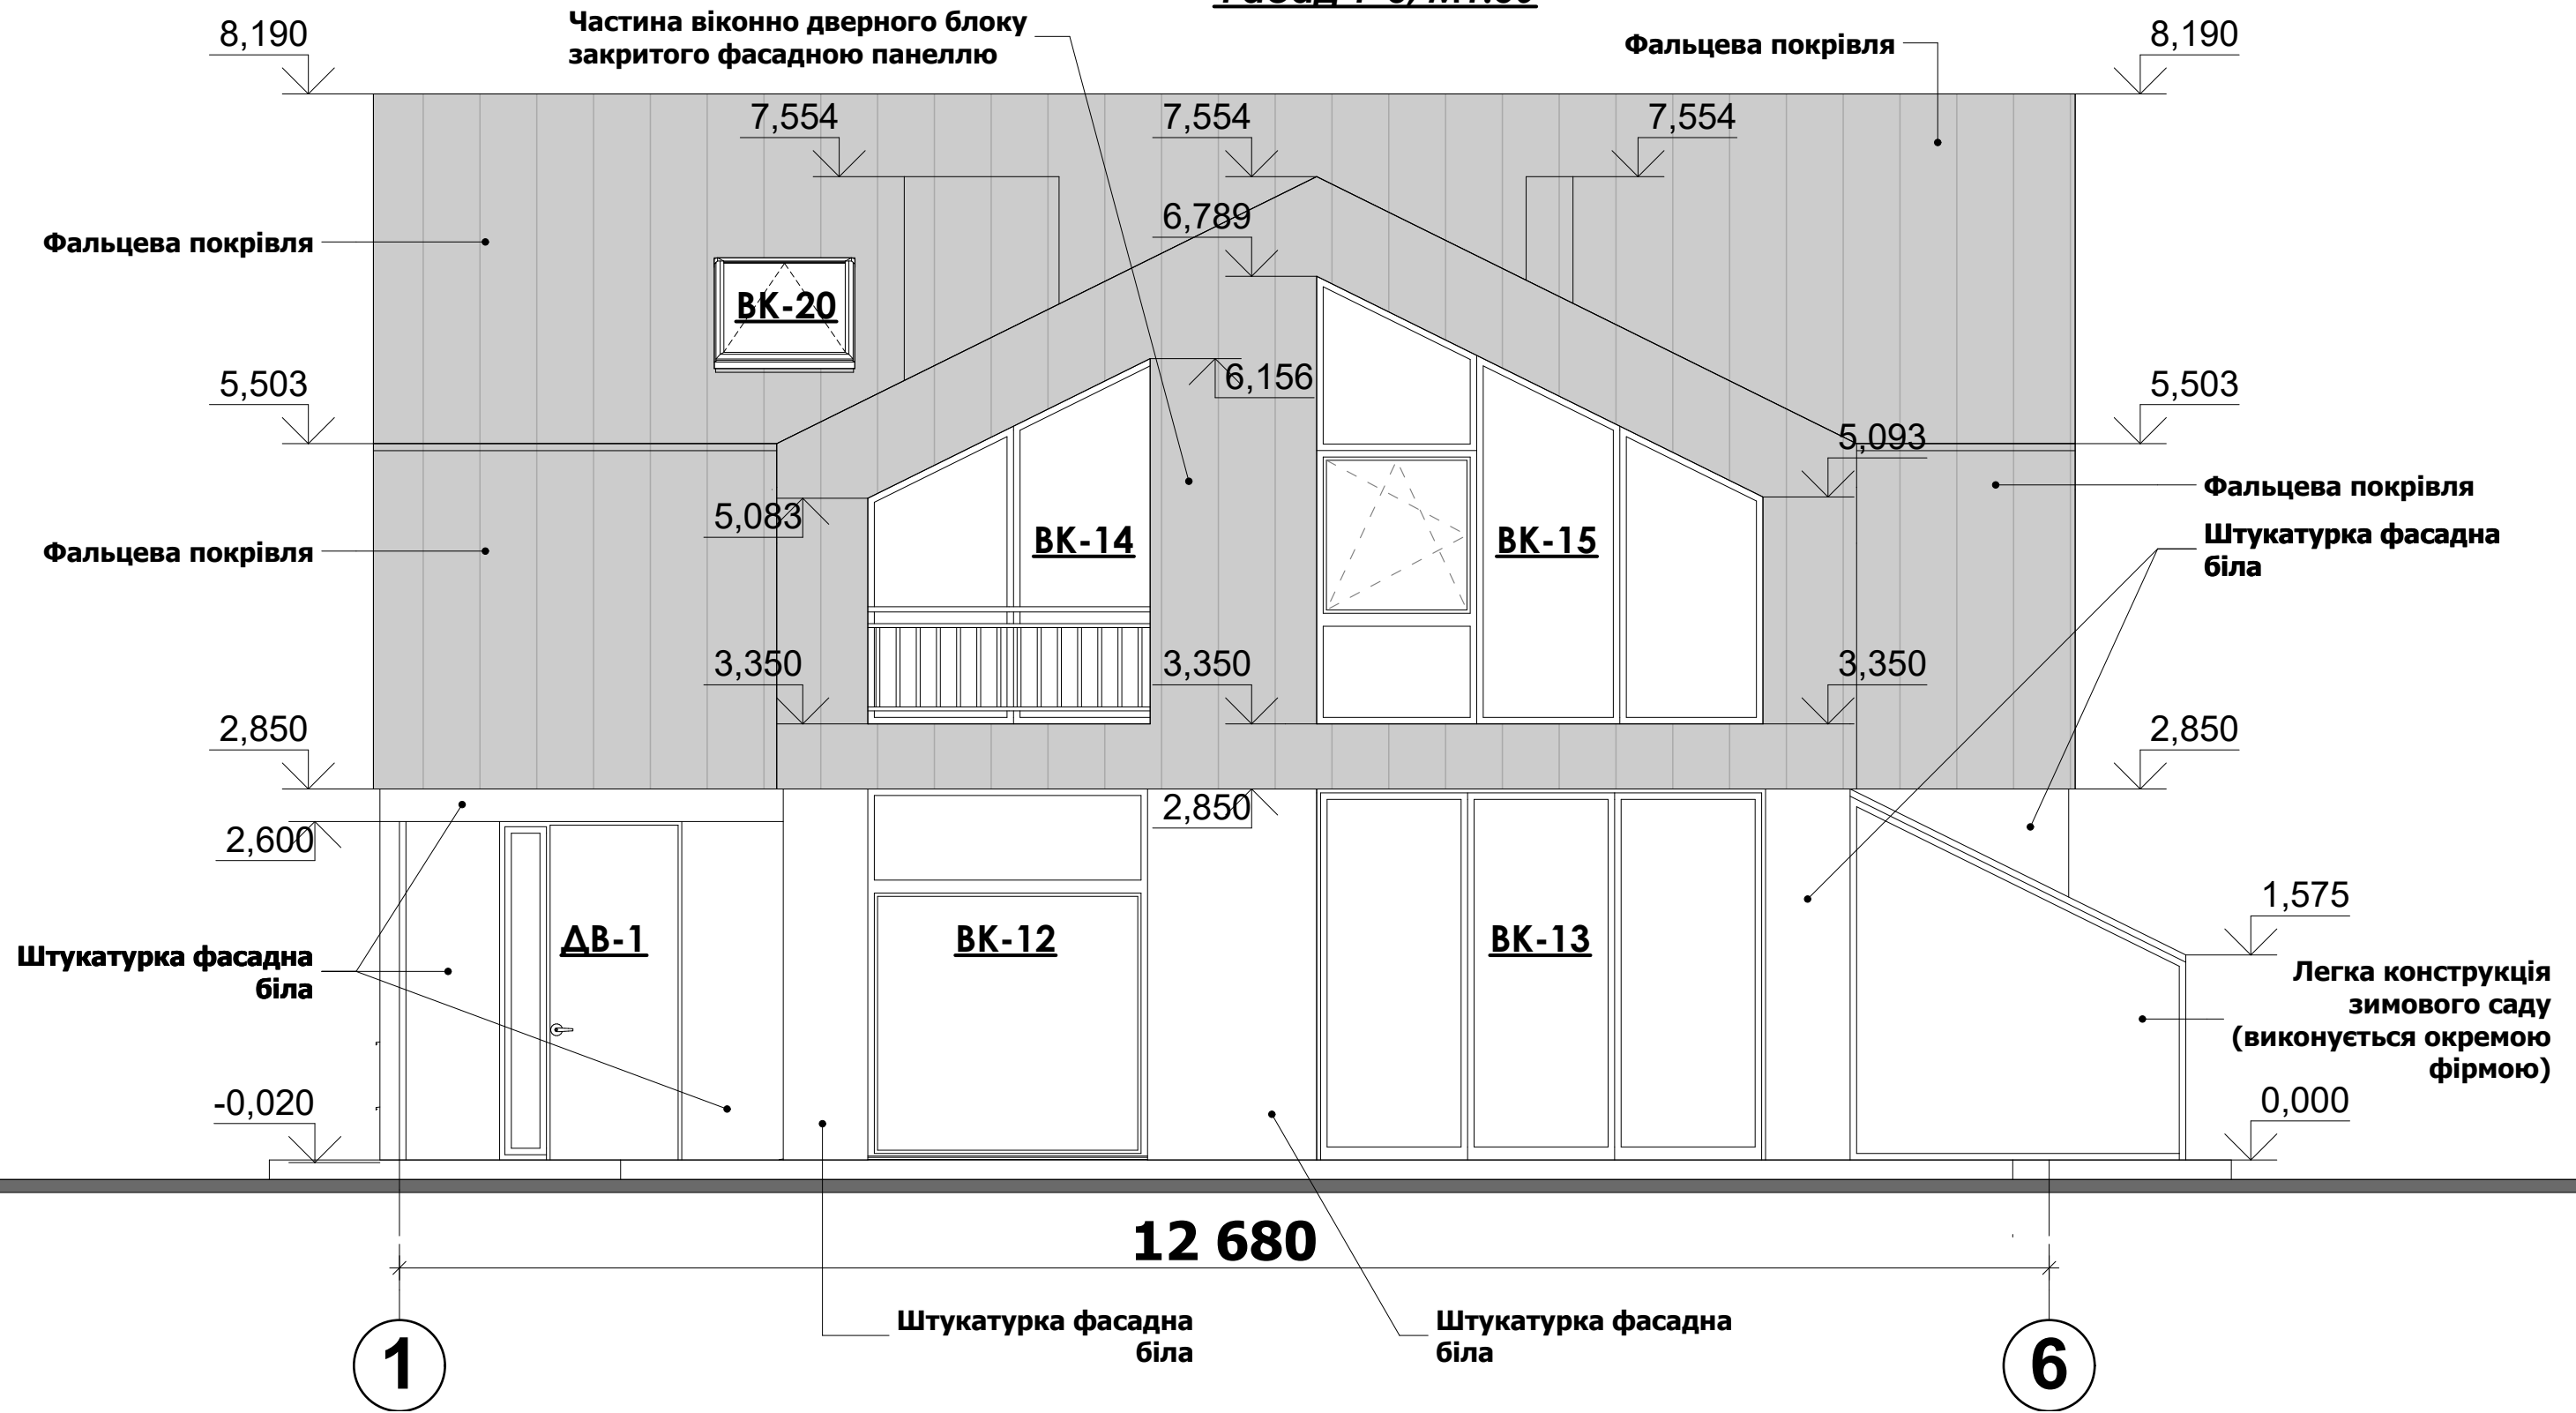 Частина віконно дверного блоку
закритого фасадною панеллю
Фальцева покрівля
8,190
8,190
7,554
7,554
7,554
6,789
Фальцева покрівля
ВК-20
6,156
5,503
5,503
5,093
5,083
ВК-14
ВК-15
Фальцева покрівля
Фальцева покрівля
Штукатурка фасадна
біла
3,350
3,350
3,350
2,850
2,850
2,850
2,600
1,575
ДВ-1
ВК-12
ВК-13
Штукатурка фасадна
біла
Легка конструкція
зимового саду
(виконується окремою
фірмою)
-0,020
0,000
12 680
Штукатурка фасадна
біла
Штукатурка фасадна
біла
1
6